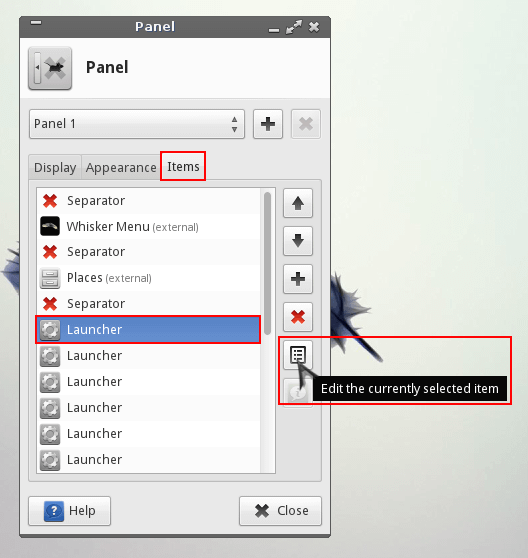 Panel
Panel
Panel 1
Display Appearance Items
Separator
Whisker Menu (external)
Separator
Places (external)
Separator
Launcher
Launcher
Launcher
Launcher
Launcher
Launcher
Edit the currently selected item
Help
Close